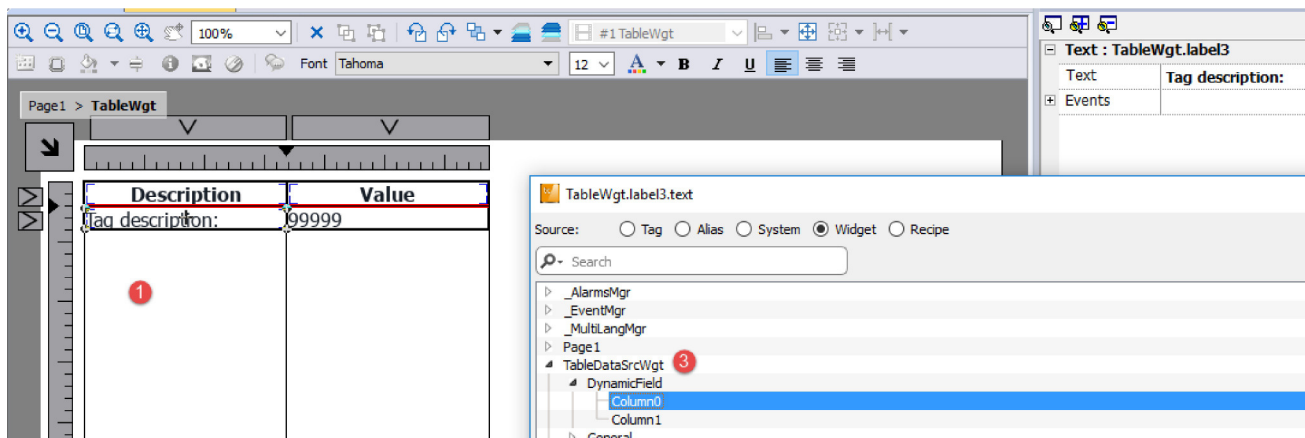 100%
#1 TableWgt
Font Tahoma 12 A B I U
Page1 > TableWgt
Description Value
Tag description: 99999
1
Text : TableWgt.label3
Text Tag description:
Events
TableWgt.label3.text
Source: Tag Alias System Widget Recipe
Search
_AlarmsMgr
_EventMgr
_MultiLangMgr
Page1
TableDataSrcWgt 3
DynamicField
Column0
Column1
General